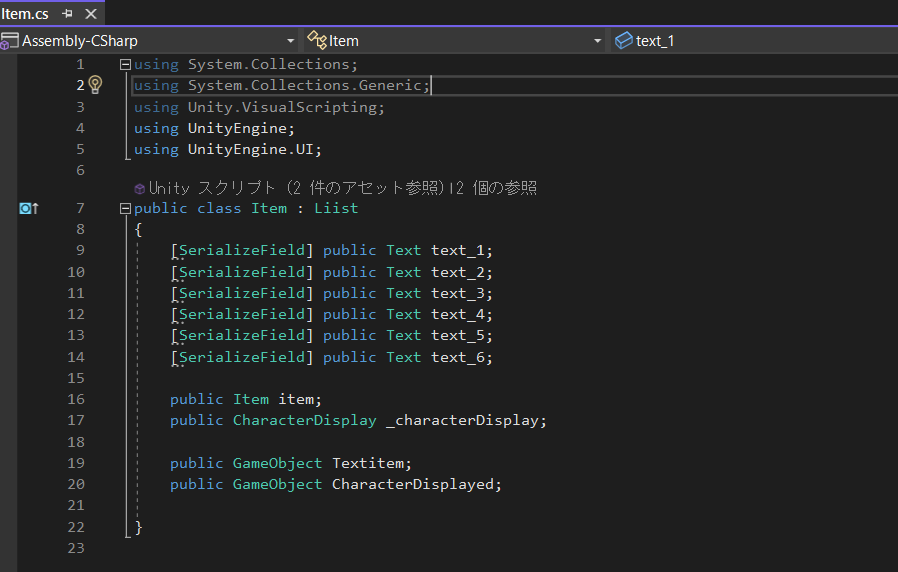 Item.cs
Assembly-CSharp Item text_1
1 using System.Collections;
2 using System.Collections.Generic;
3 using Unity.VisualScripting;
4 using UnityEngine;
5 using UnityEngine.UI;
6
Unity スクリプト (2 件のアセット参照)|2 個の参照
7 public class Item : Liist
8 {
9 [SerializeField] public Text text_1;
10 [SerializeField] public Text text_2;
11 [SerializeField] public Text text_3;
12 [SerializeField] public Text text_4;
13 [SerializeField] public Text text_5;
14 [SerializeField] public Text text_6;
15
16 public Item item;
17 public CharacterDisplay _characterDisplay;
18
19 public GameObject Textitem;
20 public GameObject CharacterDisplayed;
21
22 }
23